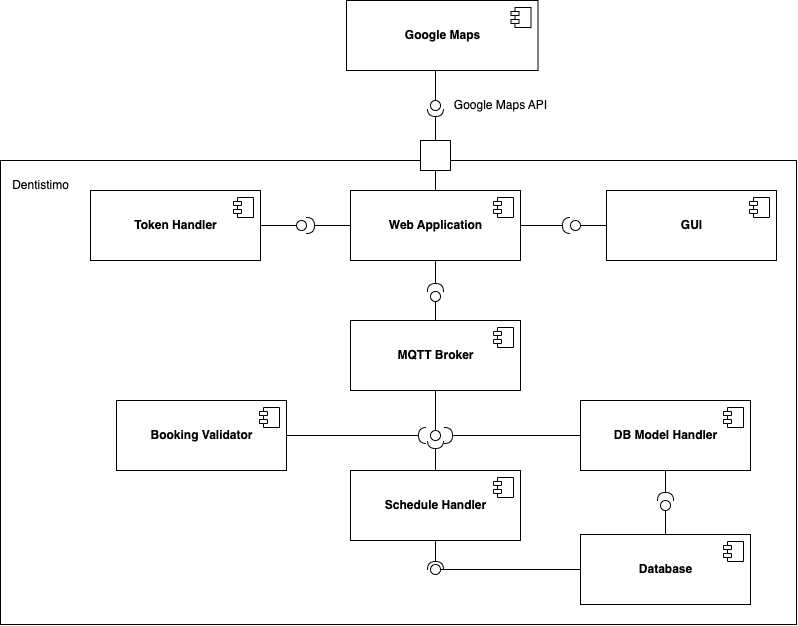 Google Maps
Google Maps API
Dentistimo
Token Handler
Web Application
GUI
MQTT Broker
Booking Validator
DB Model Handler
Schedule Handler
Database